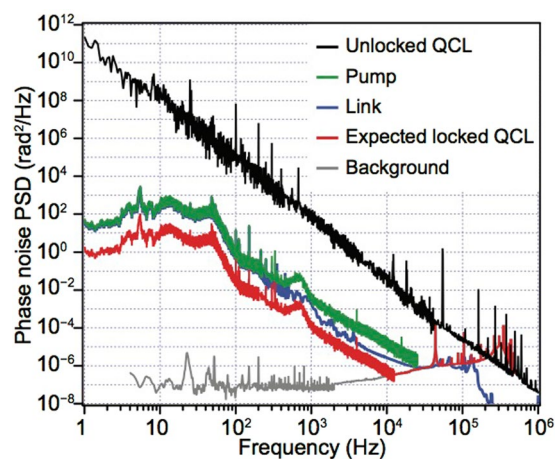 10¹²
10¹⁰
10⁸
10⁶
10⁴
10²
10⁰
10⁻²
10⁻⁴
10⁻⁶
10⁻⁸
Phase noise PSD (rad²/Hz)
Unlocked QCL
Pump
Link
Expected locked QCL
Background
1 10 10² 10³ 10⁴ 10⁵ 10⁶
Frequency (Hz)